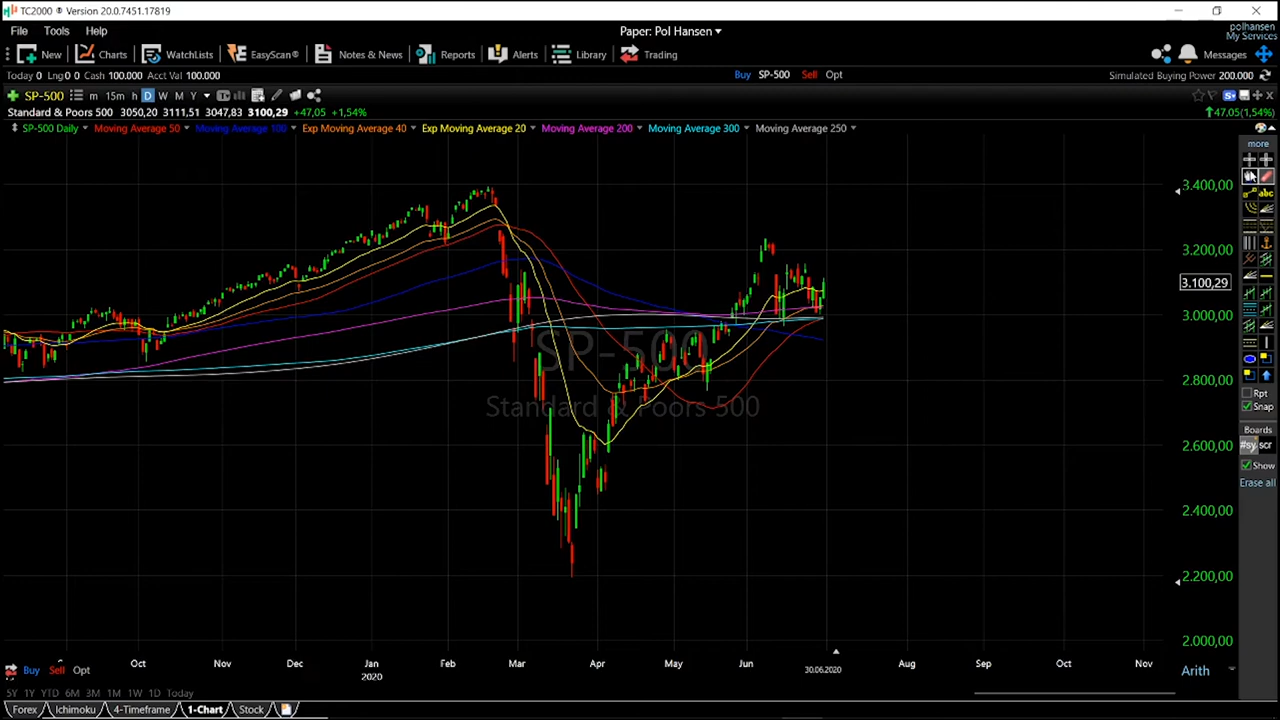 TC2000 ® Version 20.0.7451.17819
File Tools Help
Paper: Pol Hansen
polhansen
My Services
New Charts WatchLists EasyScan® Notes & News Reports Alerts Library Trading
Messages
Today 0 Lng 0 0 Cash 100.000 Acct Val 100.000
Buy SP-500 Sell Opt
Simulated Buying Power 200.000
SP-500 m 15m h D W M Y
Standard & Poors 500 3050,20 3111,51 3047,83 3100,29 +47,05 +1,54%
47,05(1,54%)
SP-500 Daily Moving Average 50 Moving Average 100 Exp Moving Average 40 Exp Moving Average 20 Moving Average 200 Moving Average 300 Moving Average 250
more
abc
3.400,00
3.200,00
3.100,29
3.000,00
SP-500
2.800,00
Standard & Poors 500
Rpt
Snap
Boards
#sy scr
2.600,00
Show
Erase all
2.400,00
2.200,00
2.000,00
Oct Nov Dec Jan Feb Mar Apr May Jun Aug Sep Oct Nov
2020
30.06.2020
Buy Sell Opt
Arith
5Y 1Y YTD 6M 3M 1M 1W 1D Today
Forex Ichimoku 4-Timeframe 1-Chart Stock